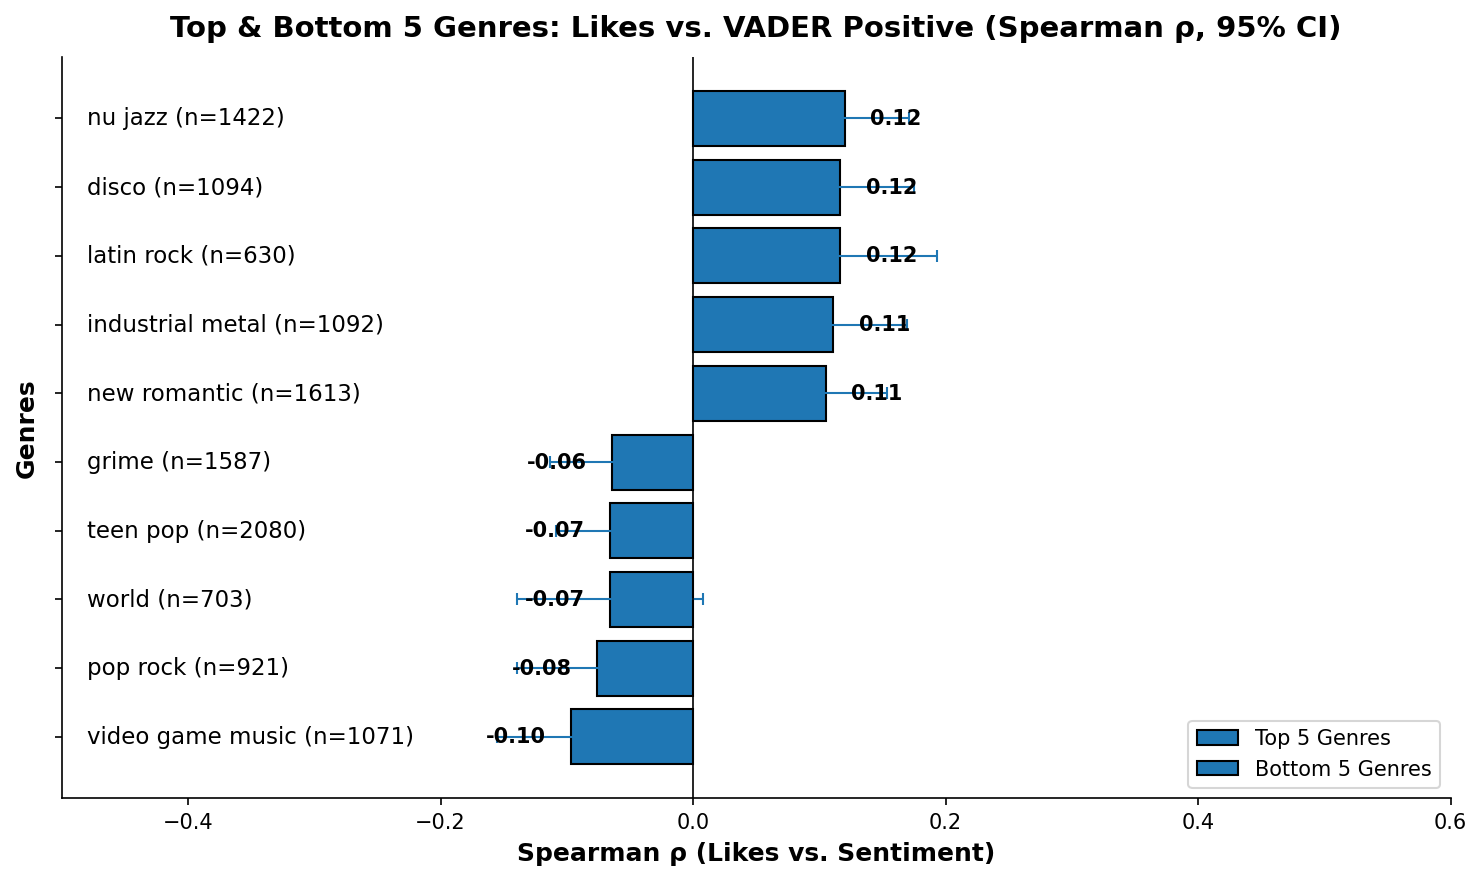 Top & Bottom 5 Genres: Likes vs. VADER Positive (Spearman ρ, 95% CI)
Genres
nu jazz (n=1422) 0.12
disco (n=1094) 0.12
latin rock (n=630) 0.12
industrial metal (n=1092) 0.11
new romantic (n=1613) 0.11
grime (n=1587) -0.06
teen pop (n=2080) -0.07
world (n=703) -0.07
pop rock (n=921) -0.08
video game music (n=1071) -0.10
Top 5 Genres
Bottom 5 Genres
−0.4 −0.2 0.0 0.2 0.4 0.6
Spearman ρ (Likes vs. Sentiment)